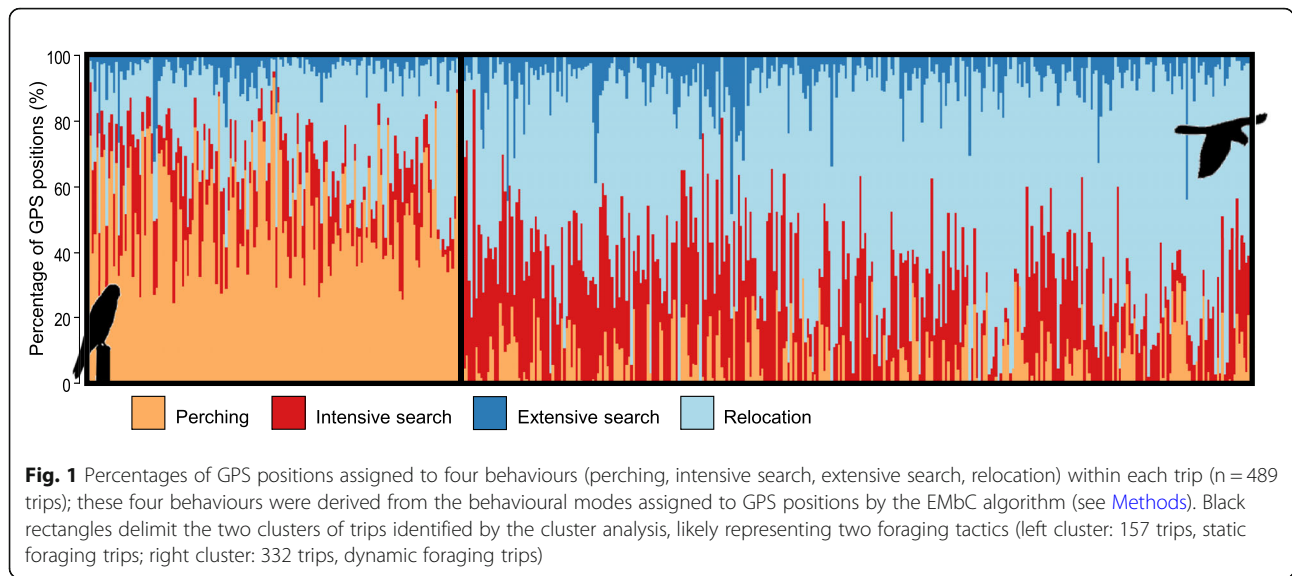 Percentage of GPS positions (%)
100
80
60
40
20
0
Perching Intensive search Extensive search Relocation
Fig. 1 Percentages of GPS positions assigned to four behaviours (perching, intensive search, extensive search, relocation) within each trip (n = 489
trips); these four behaviours were derived from the behavioural modes assigned to GPS positions by the EMbC algorithm (see Methods). Black
rectangles delimit the two clusters of trips identified by the cluster analysis, likely representing two foraging tactics (left cluster: 157 trips, static
foraging trips; right cluster: 332 trips, dynamic foraging trips)